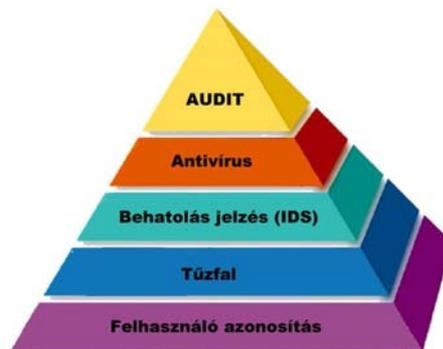 AUDIT
Antivírus
Behatolás jelzés (IDS)
Tűzfal
Felhasználó azonosítás